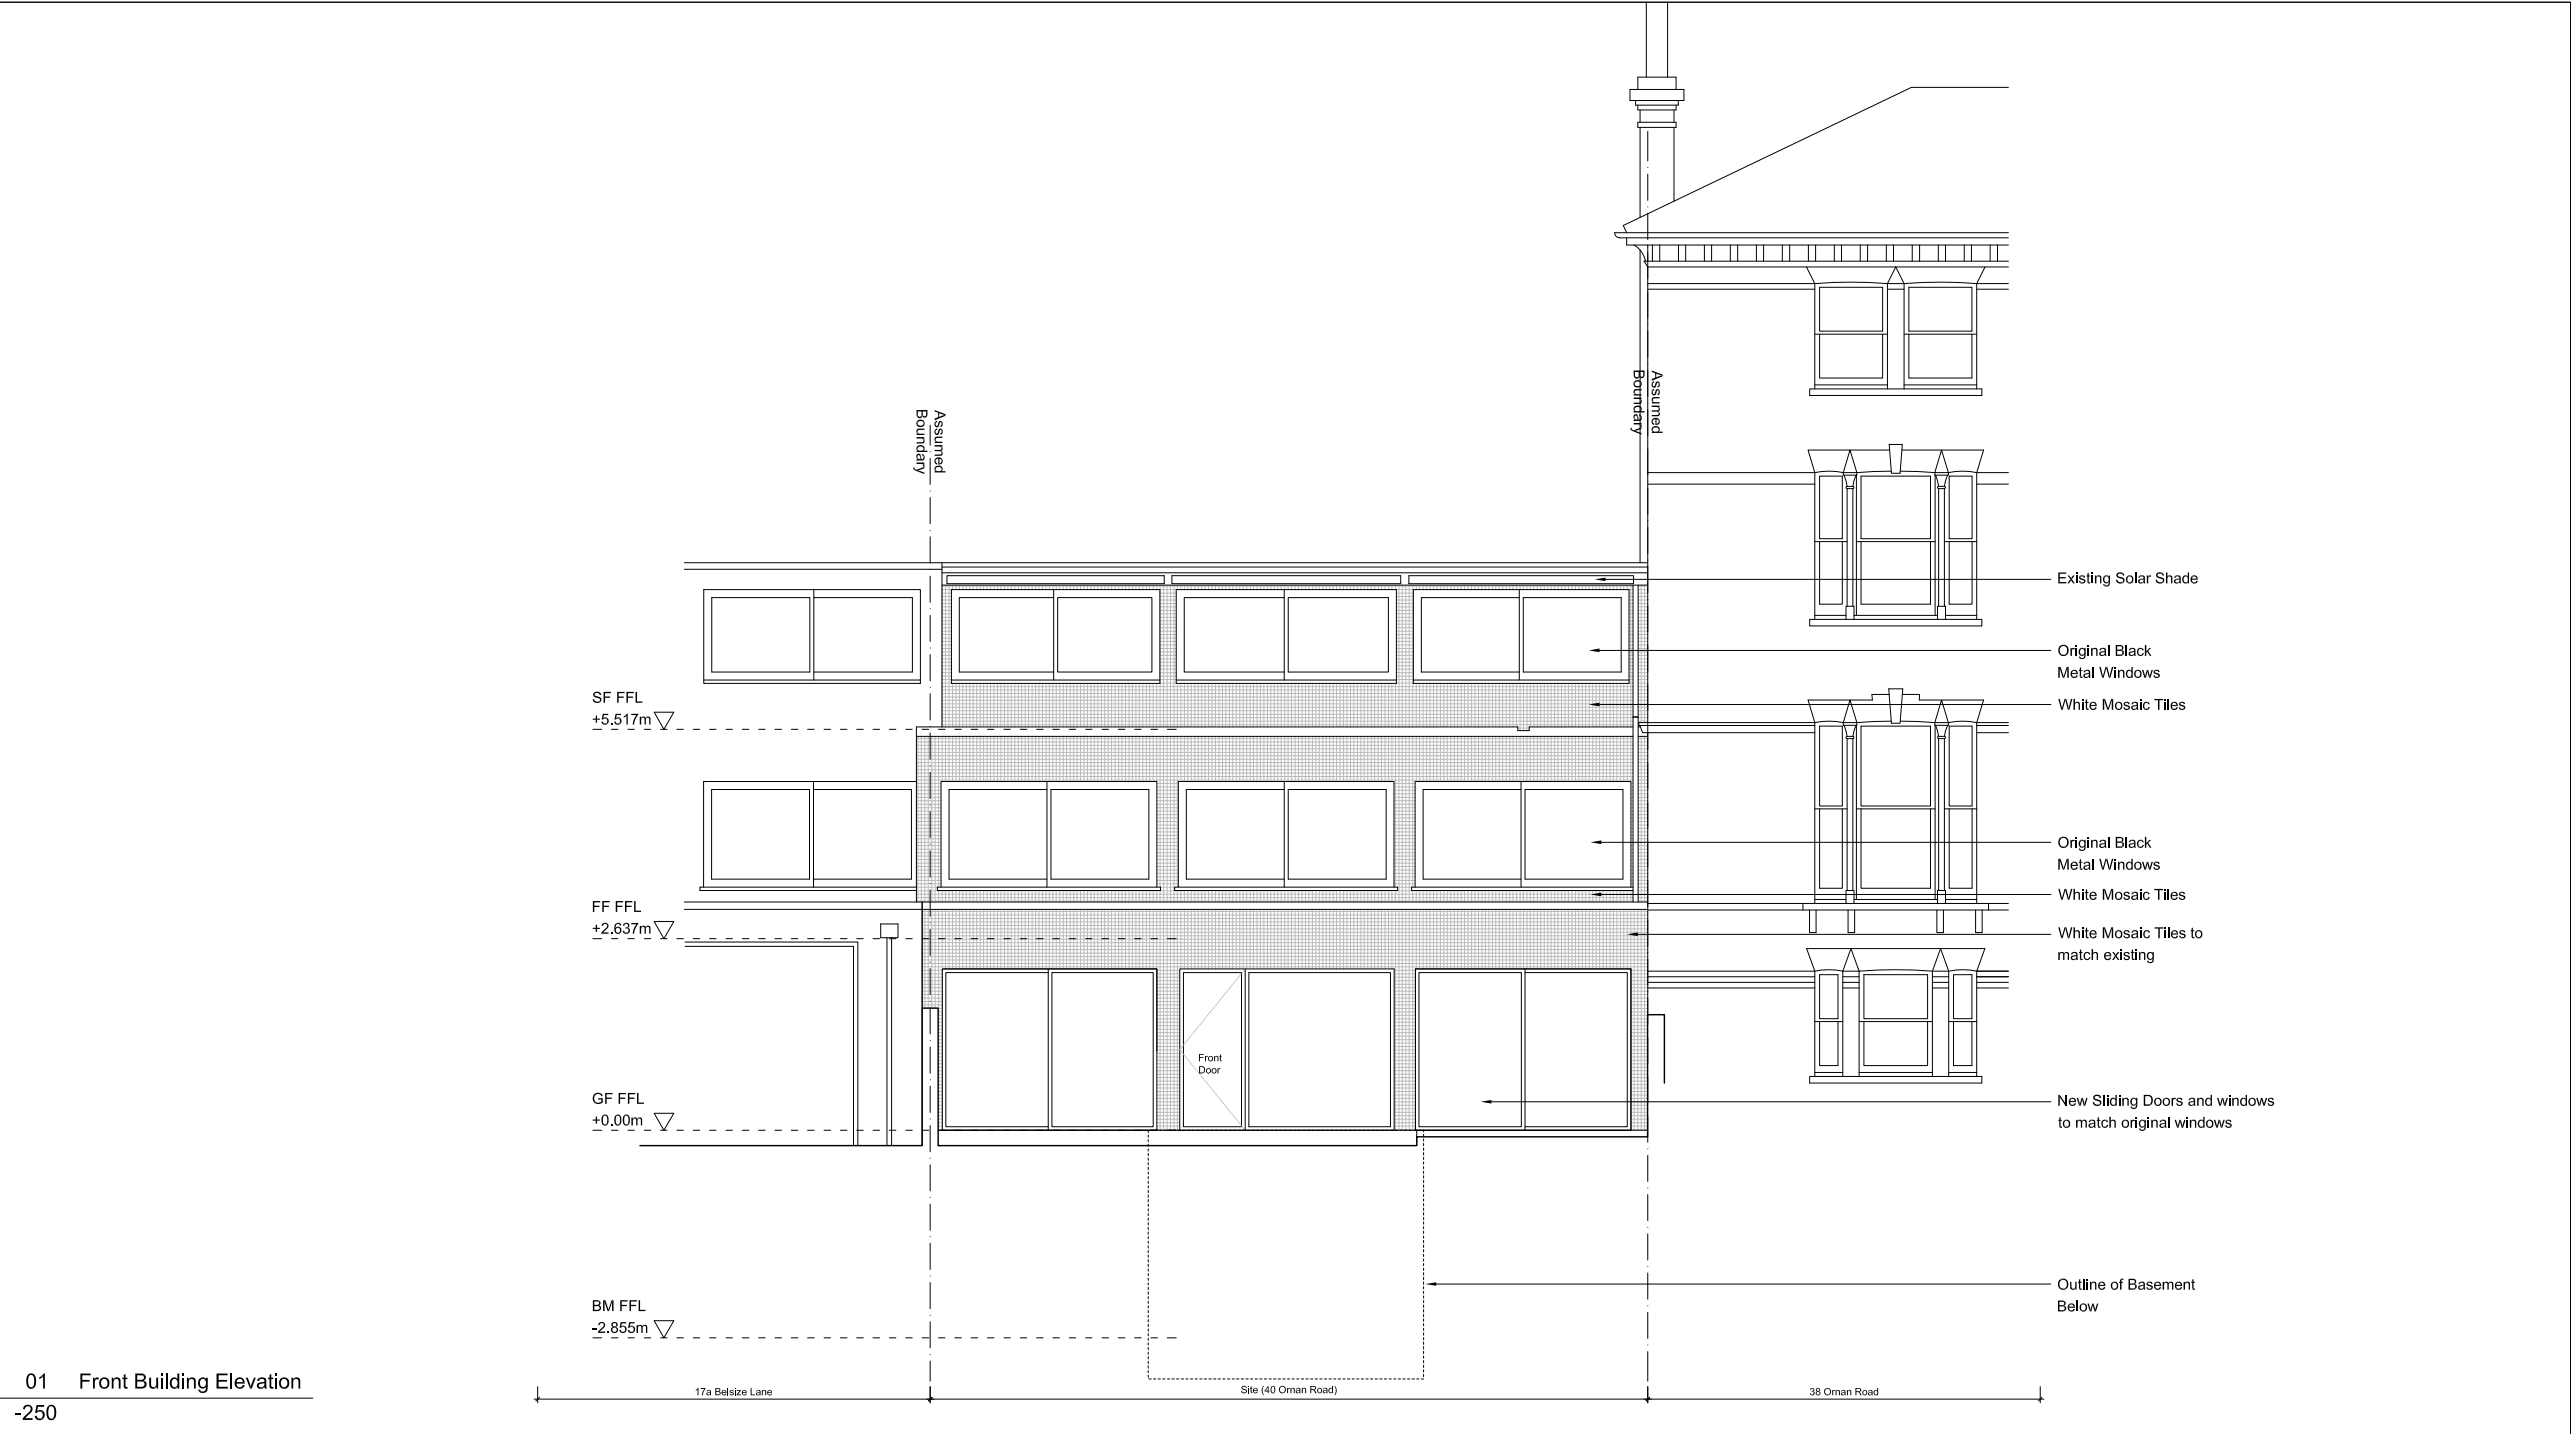 Assumed
Boundary
Assumed
Boundary
Existing Solar Shade
Original Black
Metal Windows
White Mosaic Tiles
SF FFL
+5.517m
Original Black
Metal Windows
White Mosaic Tiles
FF FFL
+2.637m
White Mosaic Tiles to
match existing
Front
Door
GF FFL
+0.00m
New Sliding Doors and windows
to match original windows
Outline of Basement
Below
BM FFL
-2.855m
01 Front Building Elevation
-250
17a Belsize Lane
Site (40 Ornan Road)
38 Ornan Road